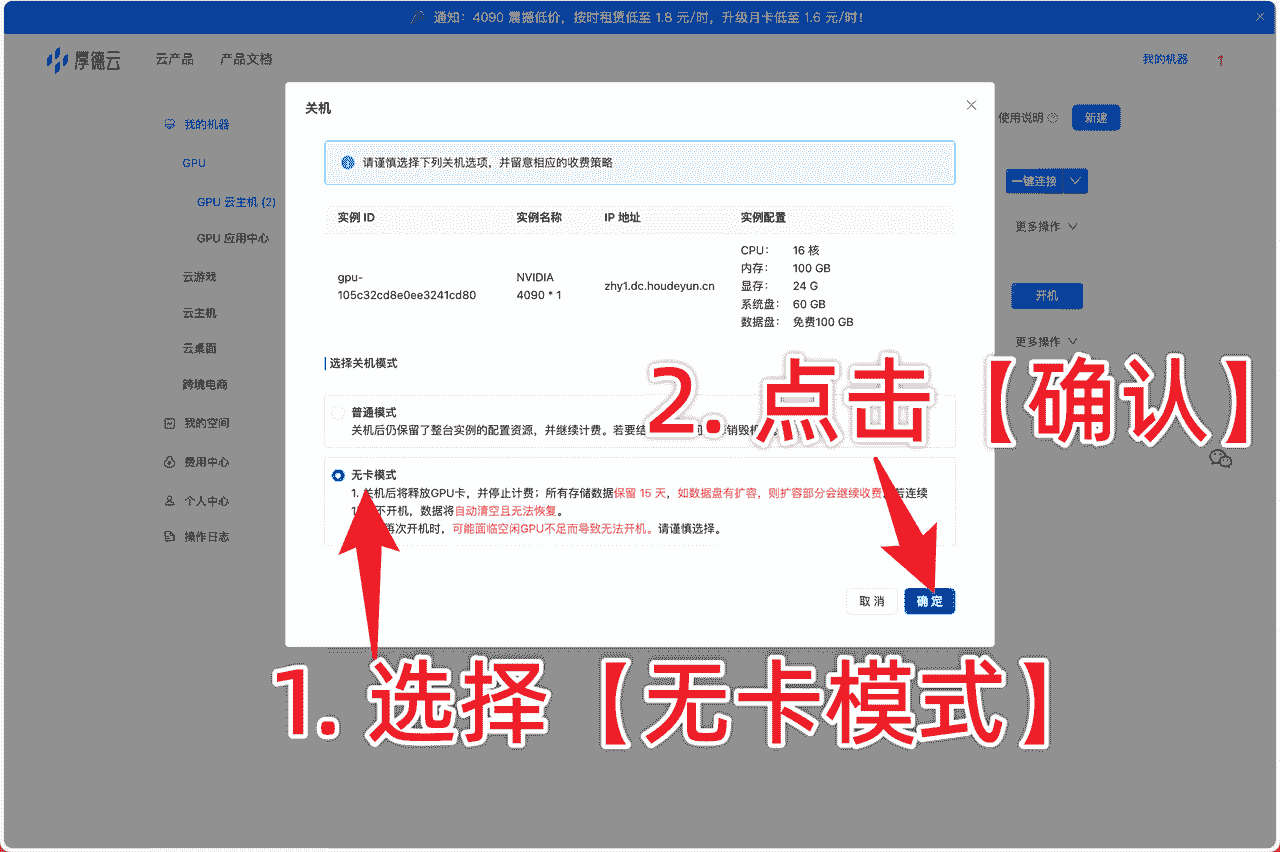 通知：4090 震撼低价，按时租赁低至 1.8 元/时，升级月卡低至 1.6 元/时！
厚德云
云产品
产品文档
我的机器
我的机器
GPU
GPU 云主机 (2)
GPU 应用中心
云游戏
云主机
云桌面
跨境电商
我的空间
费用中心
个人中心
操作日志
使用说明
新建
一键连接
更多操作
开机
更多操作
关机
请谨慎选择下列关机选项，并留意相应的收费策略
实例 ID 实例名称 IP 地址 实例配置
gpu-
105c32cd8e0ee3241cd80
NVIDIA
4090 * 1
zhy1.dc.houdeyun.cn
CPU： 16 核
内存： 100 GB
显存： 24 G
系统盘： 60 GB
数据盘： 免费100 GB
选择关机模式
普通模式
关机后仍保留了整台实例的配置资源，并继续计费。若要结
销毁机
无卡模式
1. 关机后将释放GPU卡，并停止计费；所有存储数据保留 15 天，如数据盘有扩容，则扩容部分会继续收费
若连续
不开机，数据将自动清空且无法恢复。
再次开机时，可能面临空闲GPU不足而导致无法开机。请谨慎选择。
取消
确定
2. 点击【确认】
1. 选择【无卡模式】